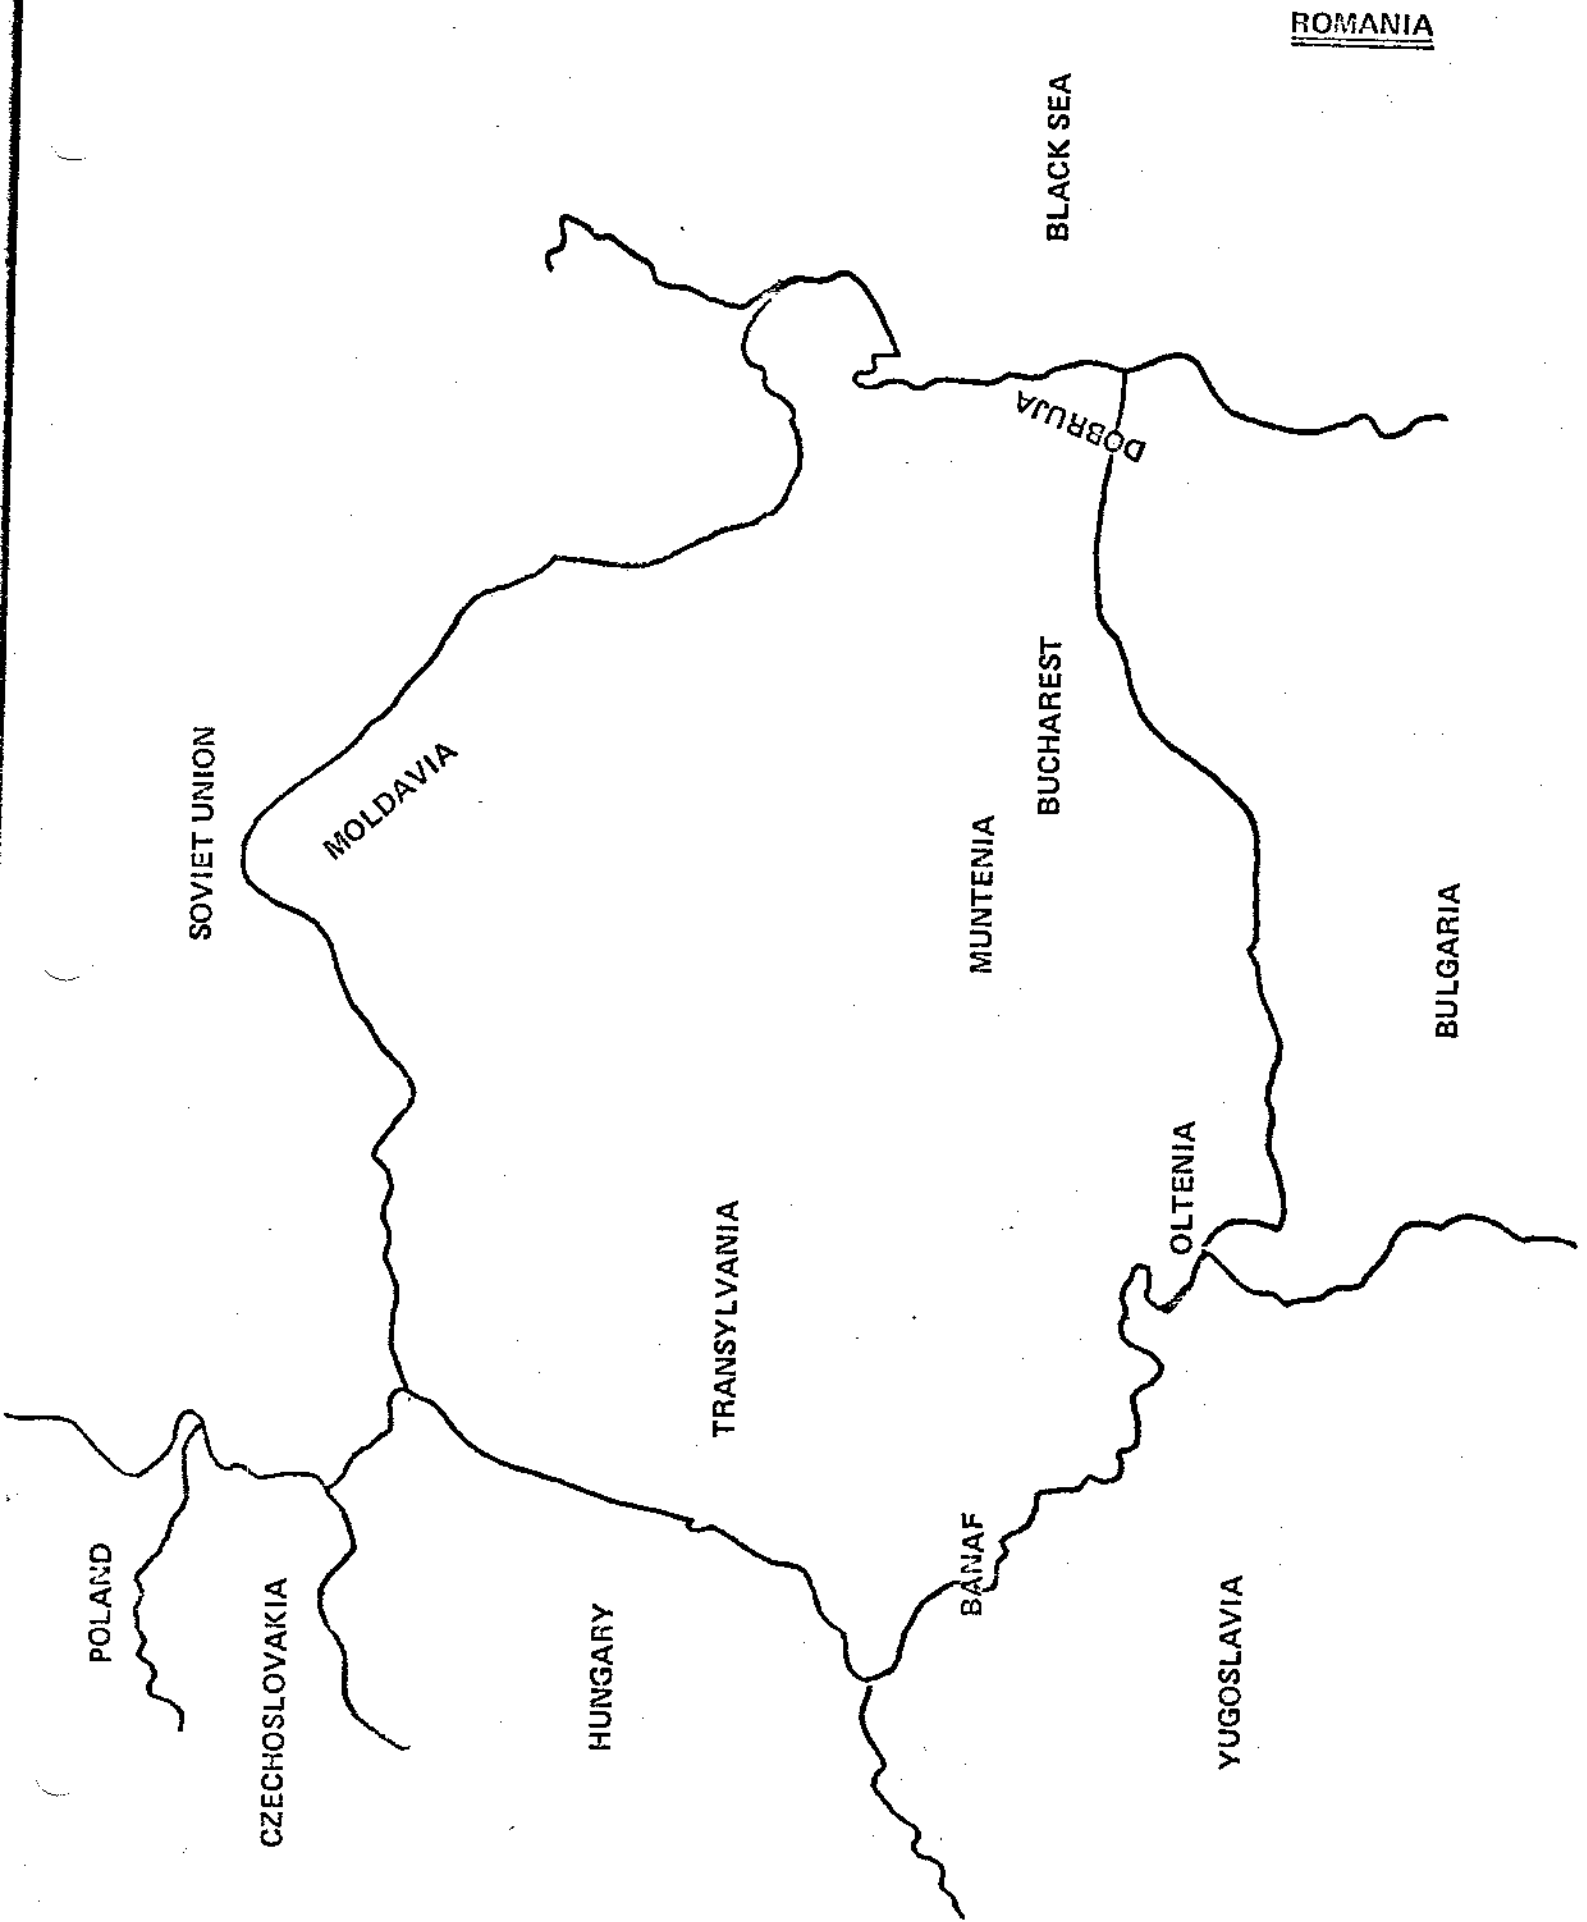 ROMANIA
POLAND
CZECHOSLOVAKIA
SOVIET UNION
MOLDAVIA
HUNGARY
TRANSYLVANIA
BANAF
MUNTENIA
BUCHAREST
BLACK SEA
DOBRUJA
OLTENIA
YUGOSLAVIA
BULGARIA